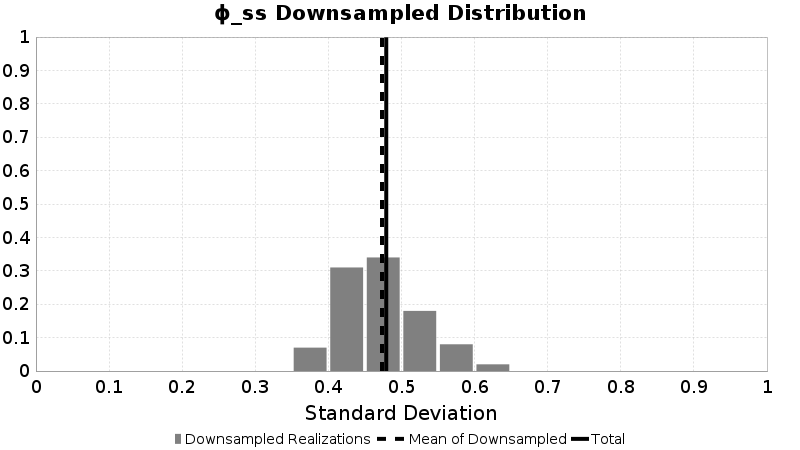 ϕ_ss Downsampled Distribution
1
0.9
0.8
0.7
0.6
0.5
0.4
0.3
0.2
0.1
0
0 0.1 0.2 0.3 0.4 0.5 0.6 0.7 0.8 0.9 1
Standard Deviation
Downsampled Realizations Mean of Downsampled Total